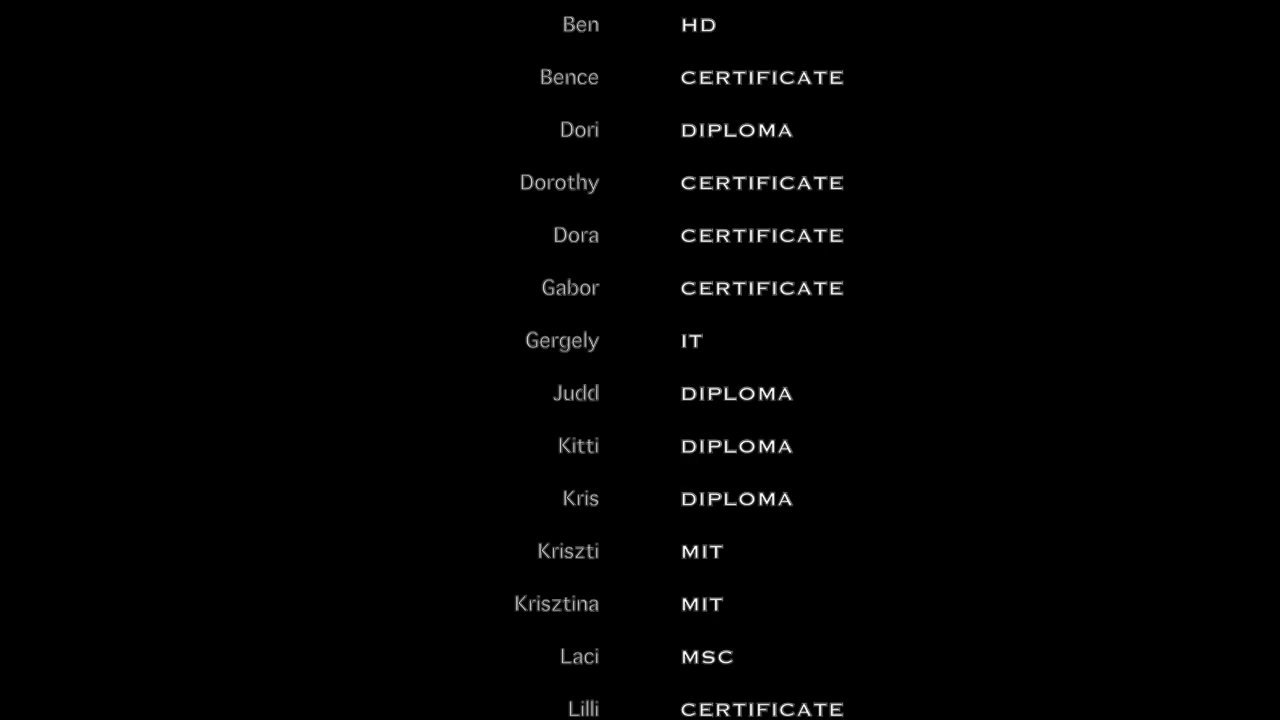 Ben HD
Bence CERTIFICATE
Dori DIPLOMA
Dorothy CERTIFICATE
Dora CERTIFICATE
Gabor CERTIFICATE
Gergely IT
Judd DIPLOMA
Kitti DIPLOMA
Kris DIPLOMA
Kriszti MIT
Krisztina MIT
Laci MSC
Lilli CERTIFICATE